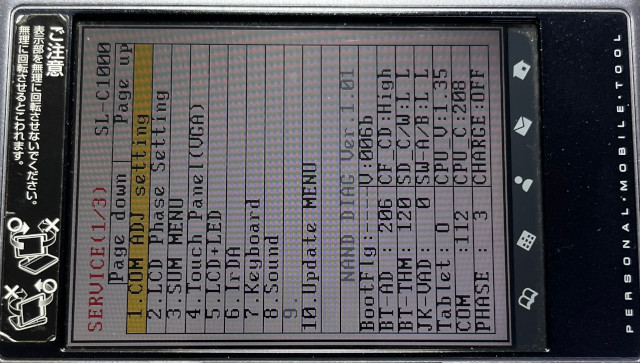 ご注意
表示部を無理に回転させないでください。
無理に回転させるとこわれます。
SERVICE(1/3) SL-C1000
Page down Page up
1.COM ADJ setting
2.LCD Phase Setting
3.SUM MENU
4.Touch Panel(VGA)
5.LCD+LED
6.IrDA
7.Keyboard
8.Sound
9.
10.Update MENU
NAND DIAG Ver 1.01
BootFlg:---- V.006b
BT-AD : 206 CF CD:High
BT-THM: 120 SD_C/W:L L
JK-VAD: 0 SW-A/B:L L
Tablet: 0 CPU_V:1.35
COM :112 CPU_C:208
PHASE : 3 CHARGE:OFF
PERSONAL•MOBILE•TOOL